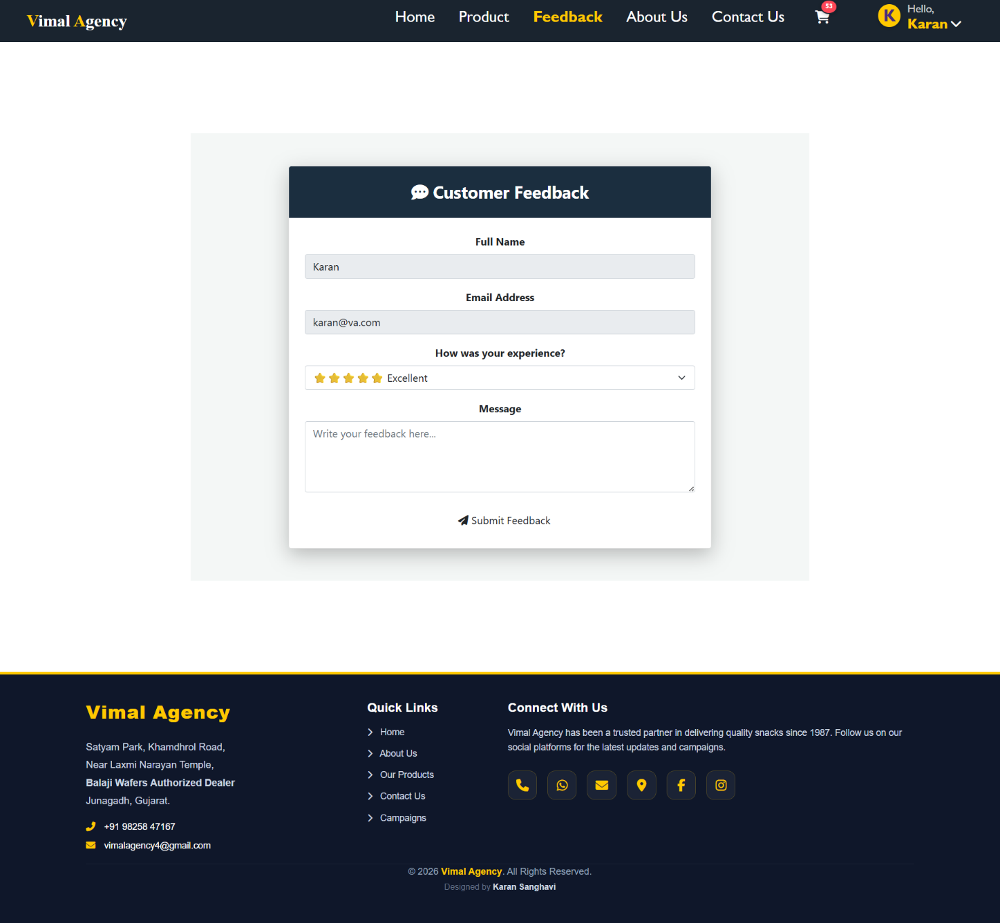 Vimal Agency
Home Product Feedback About Us Contact Us
53
K
Hello,
Karan
Customer Feedback
Full Name
Karan
Email Address
karan@va.com
How was your experience?
Excellent
Message
Write your feedback here...
Submit Feedback
Vimal Agency
Satyam Park, Khamdhrol Road,
Near Laxmi Narayan Temple,
Balaji Wafers Authorized Dealer
Junagadh, Gujarat.
+91 98258 47167
vimalagency4@gmail.com
Quick Links
Home
About Us
Our Products
Contact Us
Campaigns
Connect With Us
Vimal Agency has been a trusted partner in delivering quality snacks since 1987. Follow us on our
social platforms for the latest updates and campaigns.
© 2026 Vimal Agency. All Rights Reserved.
Designed by Karan Sanghavi